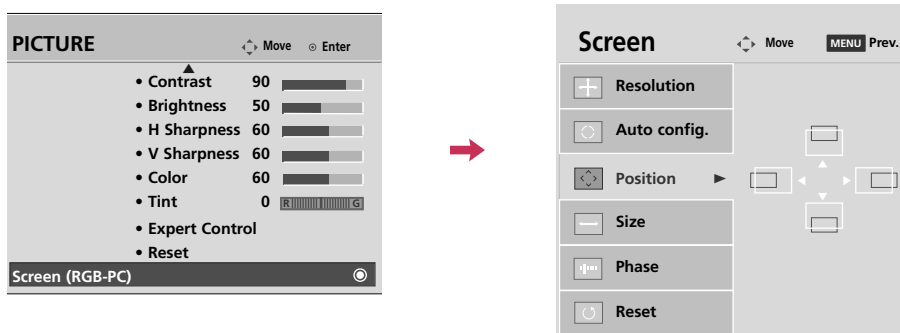 PICTURE
Move Enter
• Contrast 90
• Brightness 50
• H Sharpness 60
• V Sharpness 60
• Color 60
• Tint 0 R G
• Expert Control
• Reset
Screen (RGB-PC)
Screen
Move MENU Prev.
Resolution
Auto config.
Position
Size
Phase
Reset